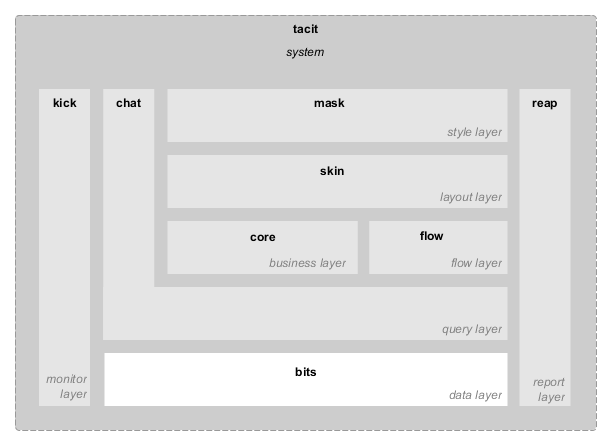 tacit
system
kick
chat
mask
reap
style layer
skin
layout layer
core
flow
business layer
flow layer
query layer
bits
monitor
layer
data layer
report
layer